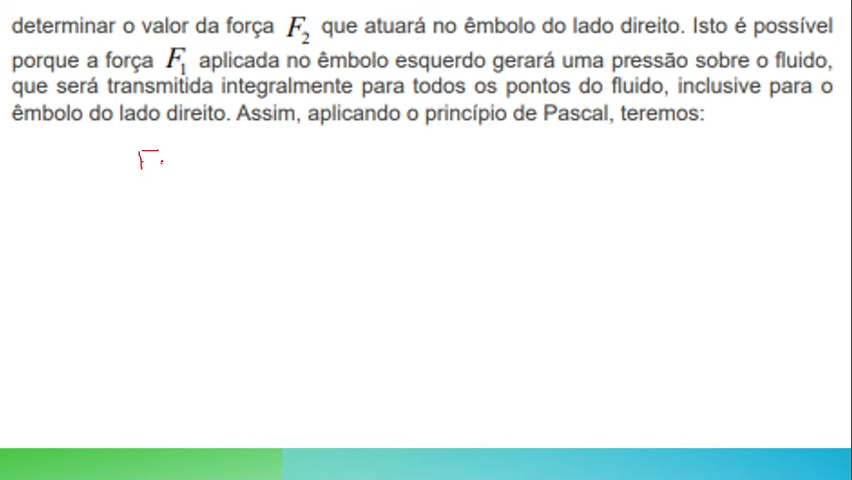 determinar o valor da força F₂ que atuará no êmbolo do lado direito. Isto é possível
porque a força F₁ aplicada no êmbolo esquerdo gerará uma pressão sobre o fluido,
que será transmitida integralmente para todos os pontos do fluido, inclusive para o
êmbolo do lado direito. Assim, aplicando o princípio de Pascal, teremos:
F